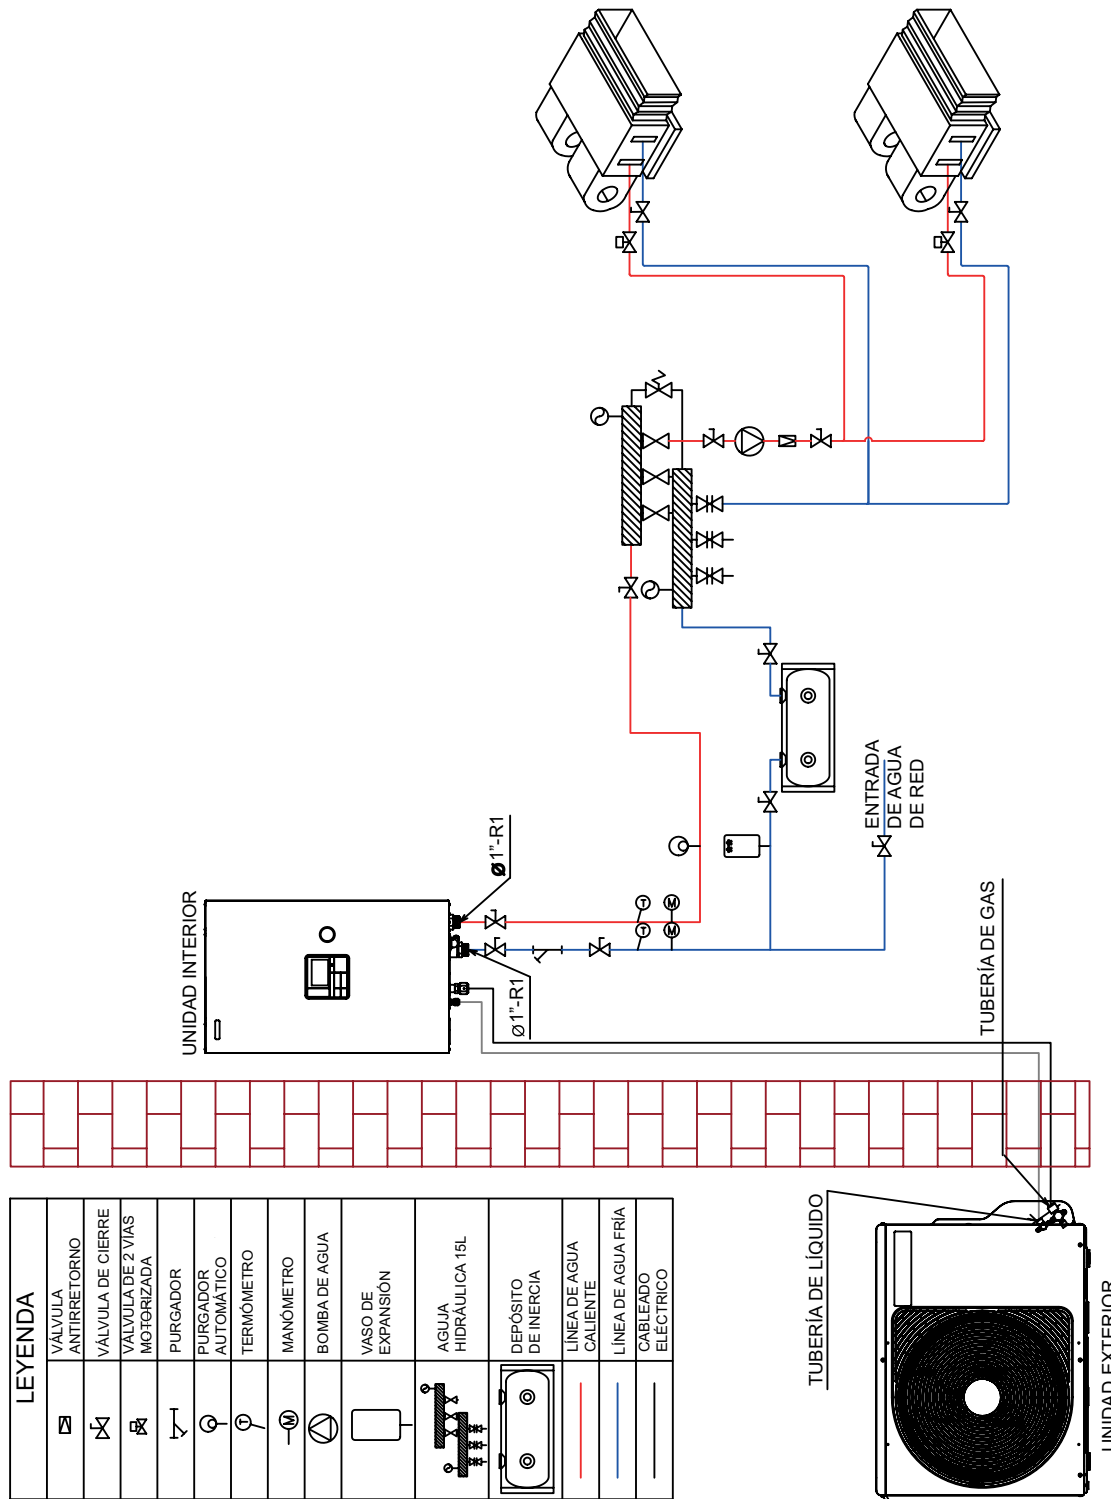 UNIDAD INTERIOR
Ø1"-R1
Ø1"-R1
ENTRADA
DE AGUA
DE RED
T
T
M
M
TUBERÍA DE GAS
TUBERÍA DE LÍQUIDO
UNIDAD EXTERIOR
LEYENDA
VÁLVULA
ANTIRRETORNO
VÁLVULA DE CIERRE
VÁLVULA DE 2 VÍAS
MOTORIZADA
PURGADOR
PURGADOR
AUTOMÁTICO
T
TERMÓMETRO
M
MANÓMETRO
BOMBA DE AGUA
VASO DE
EXPANSIÓN
AGUJA
HIDRÁULICA 15L
DEPÓSITO
DE INERCIA
LÍNEA DE AGUA
CALIENTE
LÍNEA DE AGUA FRÍA
CABLEADO
ELÉCTRICO